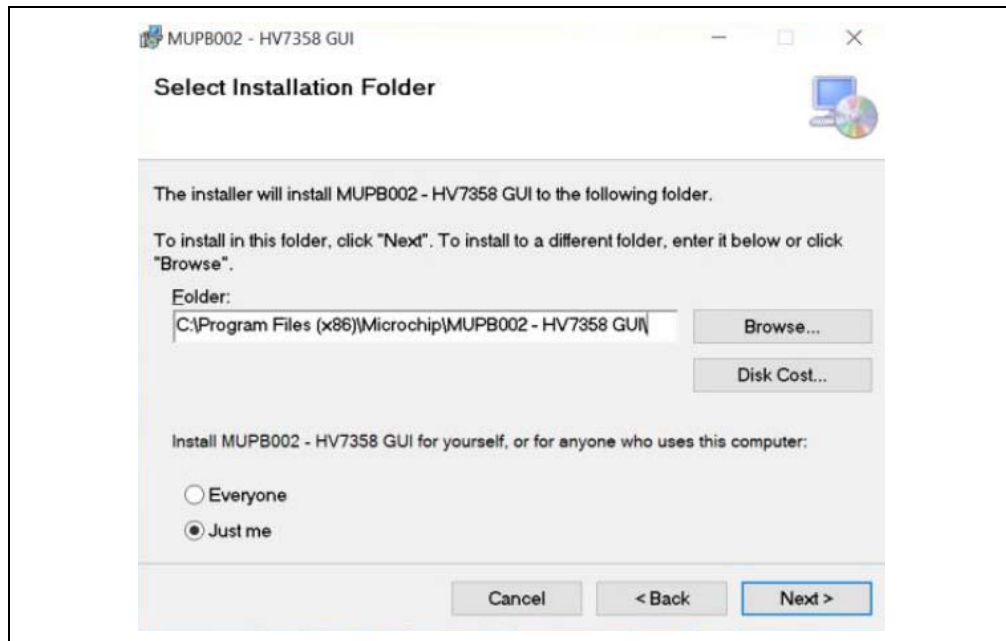 MUPB002 - HV7358 GUI
Select Installation Folder
The installer will install MUPB002 - HV7358 GUI to the following folder.
To install in this folder, click "Next". To install to a different folder, enter it below or click
"Browse".
Folder:
C:\Program Files (x86)\Microchip\MUPB002 - HV7358 GUI\
Browse...
Disk Cost...
Install MUPB002 - HV7358 GUI for yourself, or for anyone who uses this computer:
Everyone
Just me
Cancel
< Back
Next >